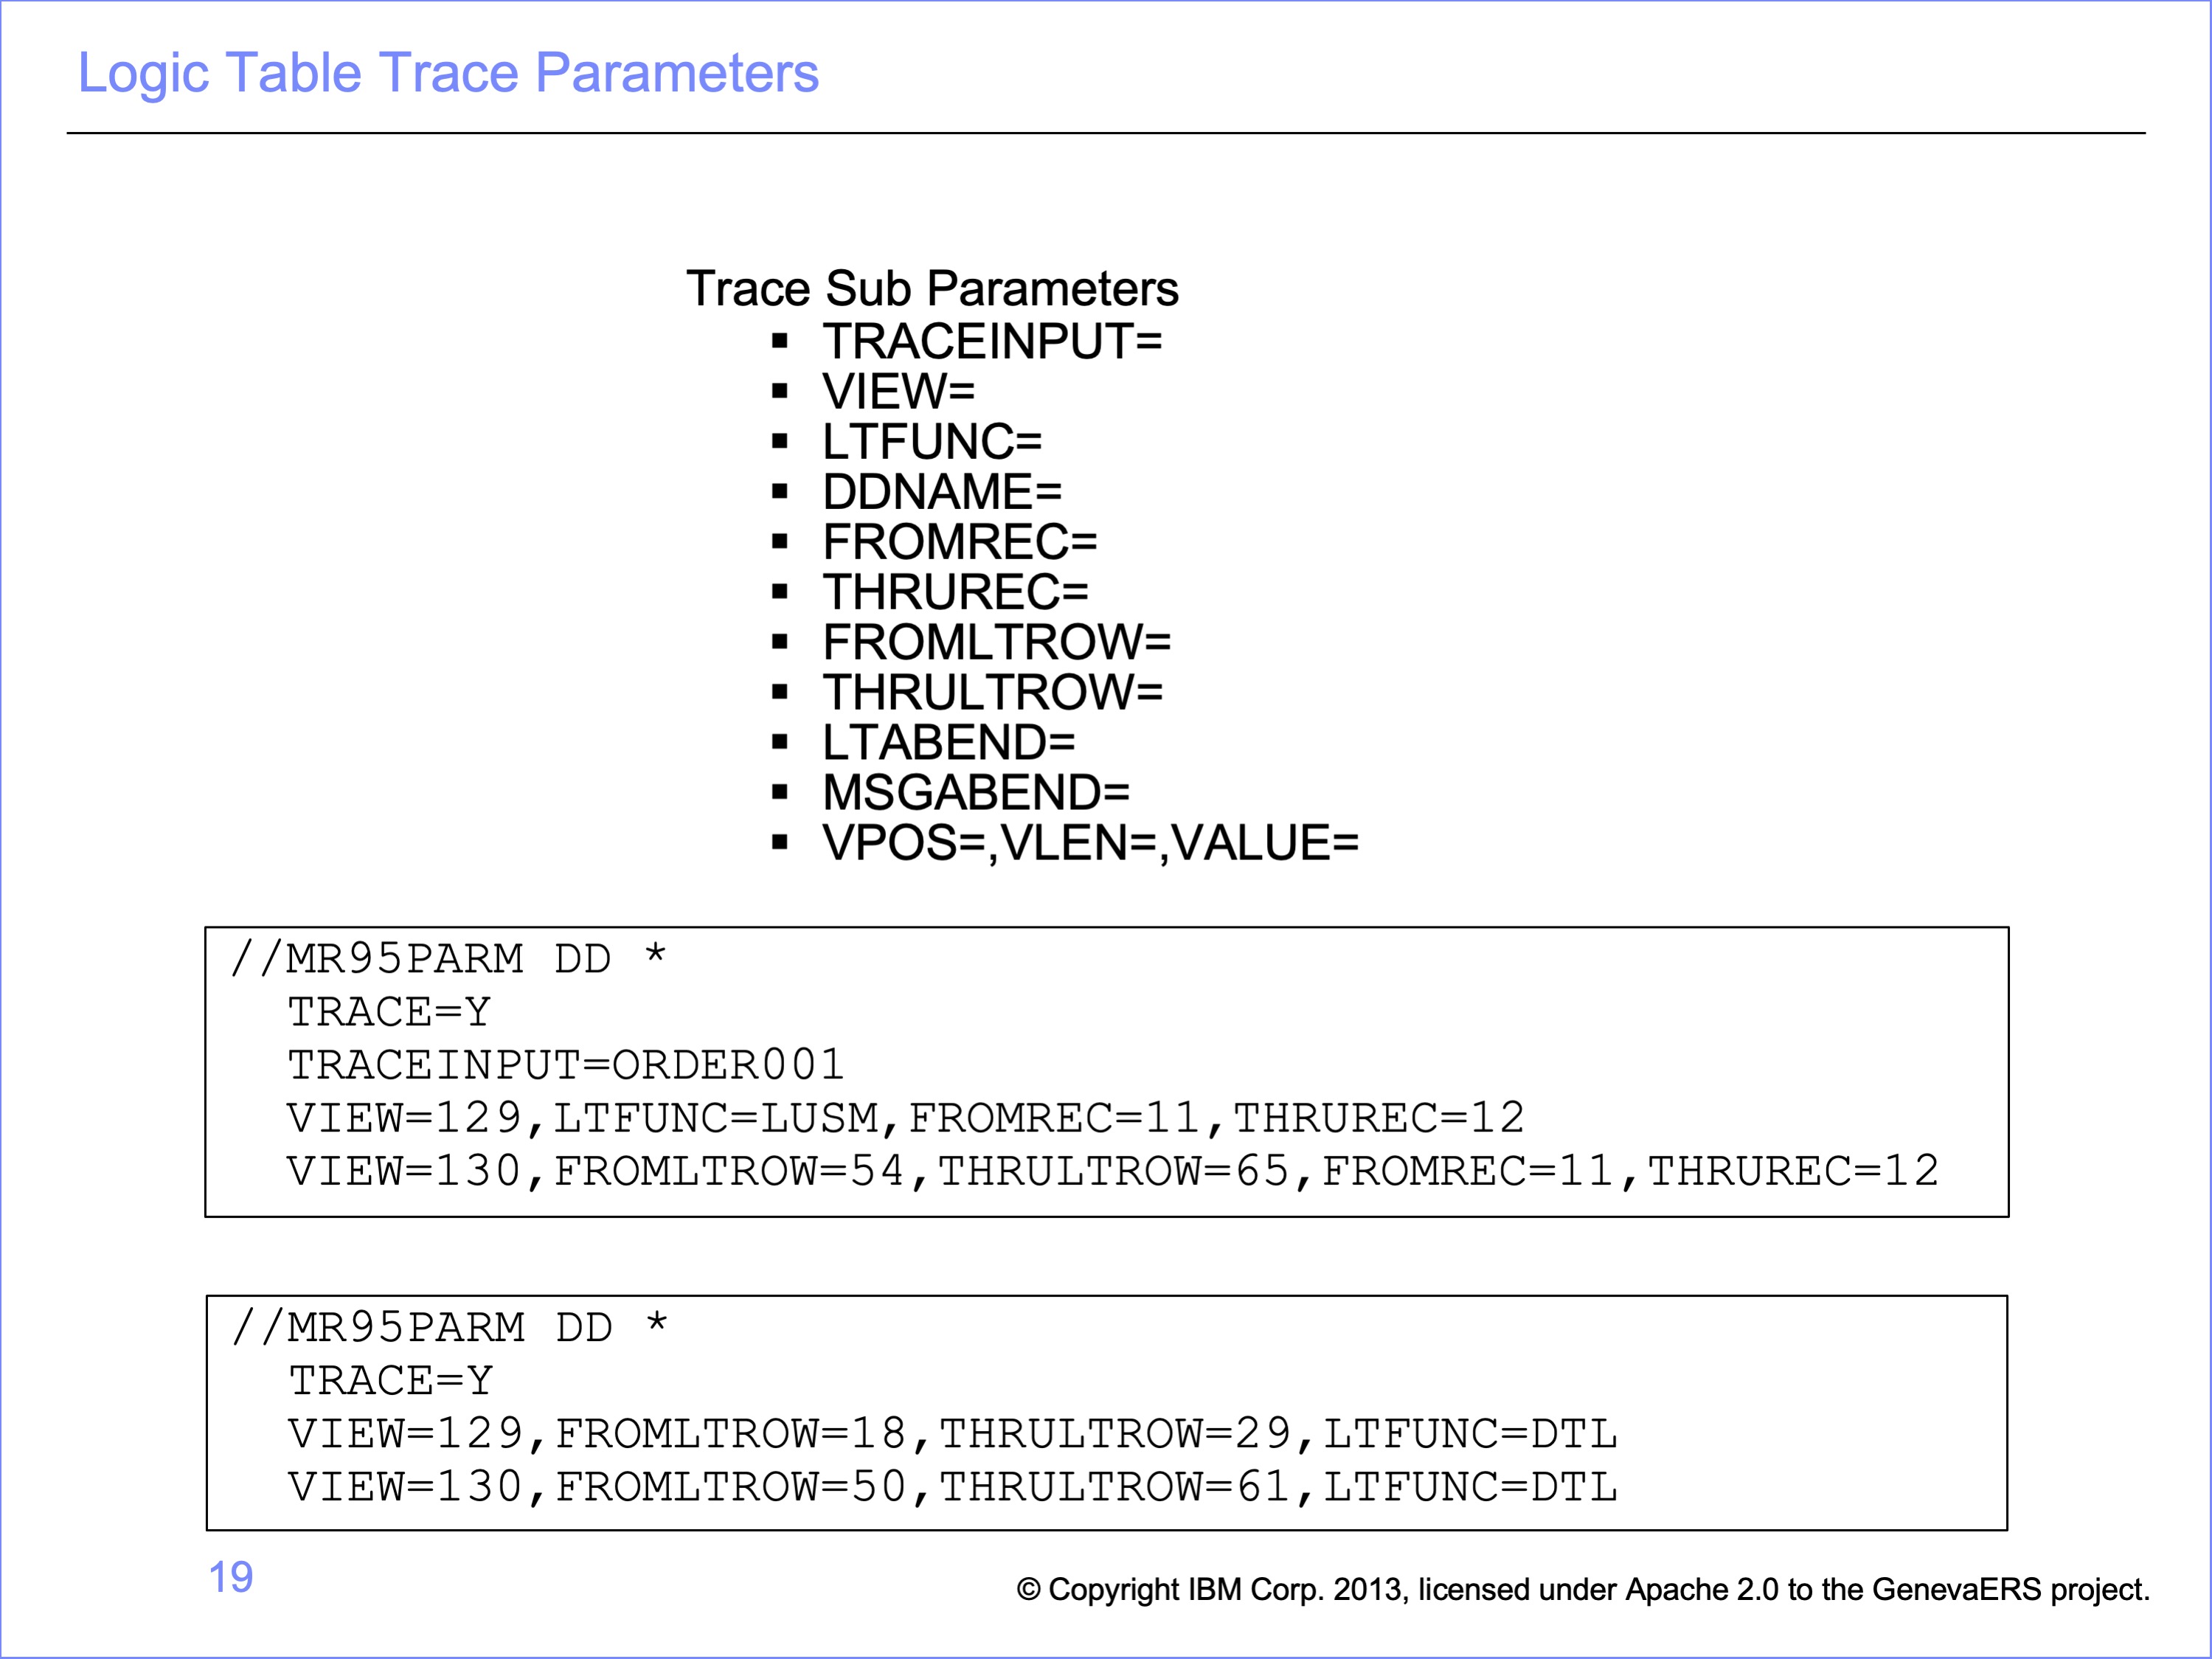 Logic Table Trace Parameters
Trace Sub Parameters
▪ TRACEINPUT=
▪ VIEW=
▪ LTFUNC=
▪ DDNAME=
▪ FROMREC=
▪ THRUREC=
▪ FROMLTROW=
▪ THRULTROW=
▪ LTABEND=
▪ MSGABEND=
▪ VPOS=,VLEN=,VALUE=
//MR95PARM DD *
TRACE=Y
TRACEINPUT=ORDER001
VIEW=129,LTFUNC=LUSM,FROMREC=11,THRUREC=12
VIEW=130,FROMLTROW=54,THRULTROW=65,FROMREC=11,THRUREC=12
//MR95PARM DD *
TRACE=Y
VIEW=129,FROMLTROW=18,THRULTROW=29,LTFUNC=DTL
VIEW=130,FROMLTROW=50,THRULTROW=61,LTFUNC=DTL
19
© Copyright IBM Corp. 2013, licensed under Apache 2.0 to the GenevaERS project.